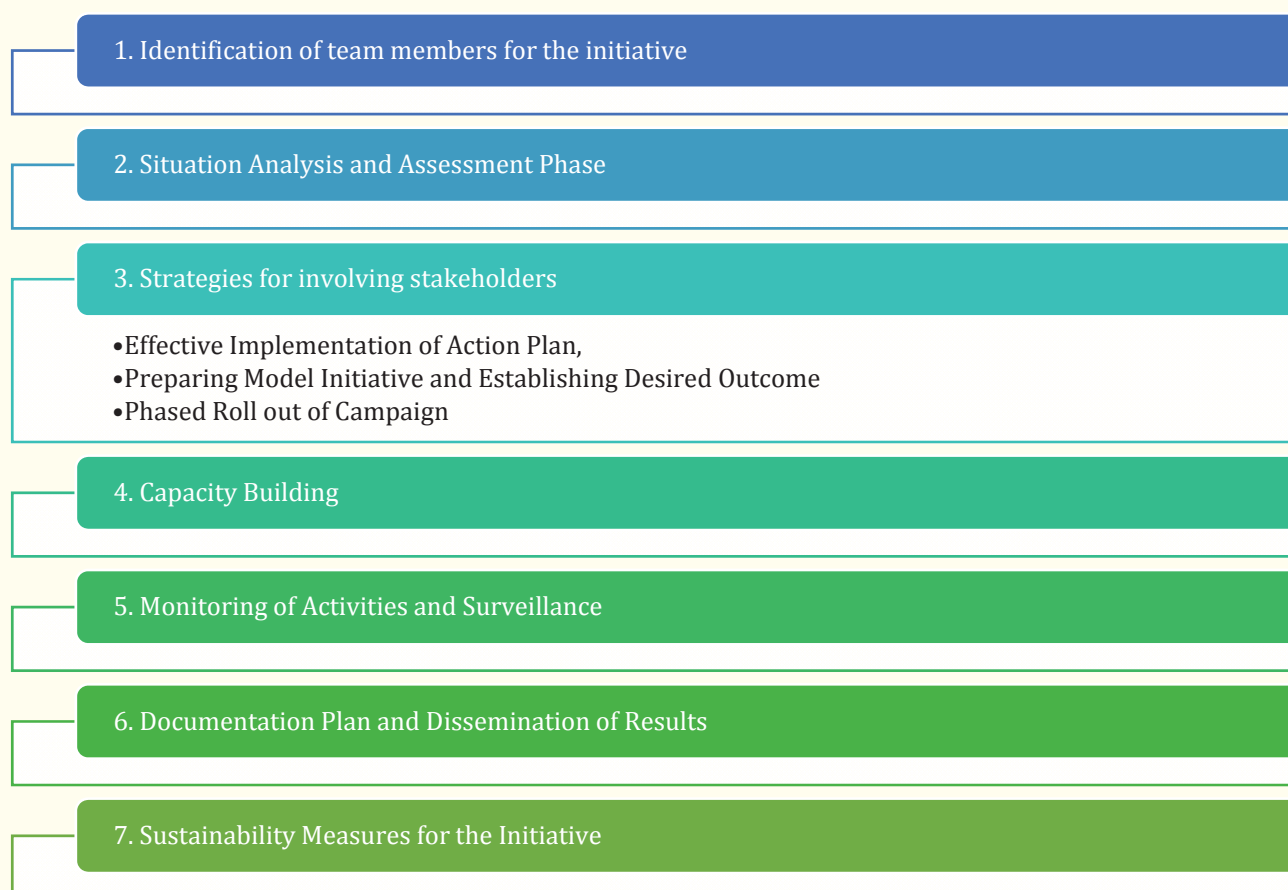 1. Identification of team members for the initiative
2. Situation Analysis and Assessment Phase
3. Strategies for involving stakeholders
•Effective Implementation of Action Plan,
•Preparing Model Initiative and Establishing Desired Outcome
•Phased Roll out of Campaign
4. Capacity Building
5. Monitoring of Activities and Surveillance
6. Documentation Plan and Dissemination of Results
7. Sustainability Measures for the Initiative